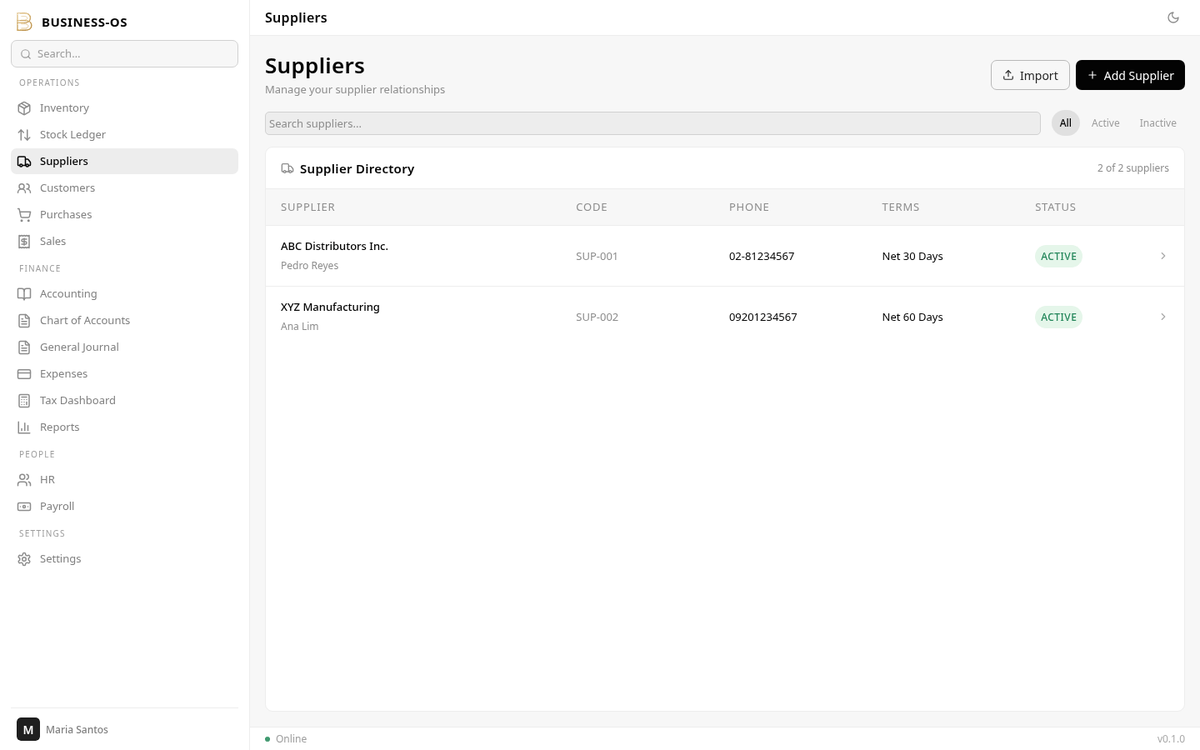 BUSINESS-OS
Search...
OPERATIONS
Inventory
Stock Ledger
Suppliers
Customers
Purchases
Sales
FINANCE
Accounting
Chart of Accounts
General Journal
Expenses
Tax Dashboard
Reports
PEOPLE
HR
Payroll
SETTINGS
Settings
M Maria Santos
Suppliers
Suppliers
Manage your supplier relationships
Import
+ Add Supplier
Search suppliers...
All Active Inactive
Supplier Directory
2 of 2 suppliers
SUPPLIER CODE PHONE TERMS STATUS
ABC Distributors Inc.
Pedro Reyes
SUP-001 02-81234567 Net 30 Days ACTIVE
XYZ Manufacturing
Ana Lim
SUP-002 09201234567 Net 60 Days ACTIVE
Online
v0.1.0